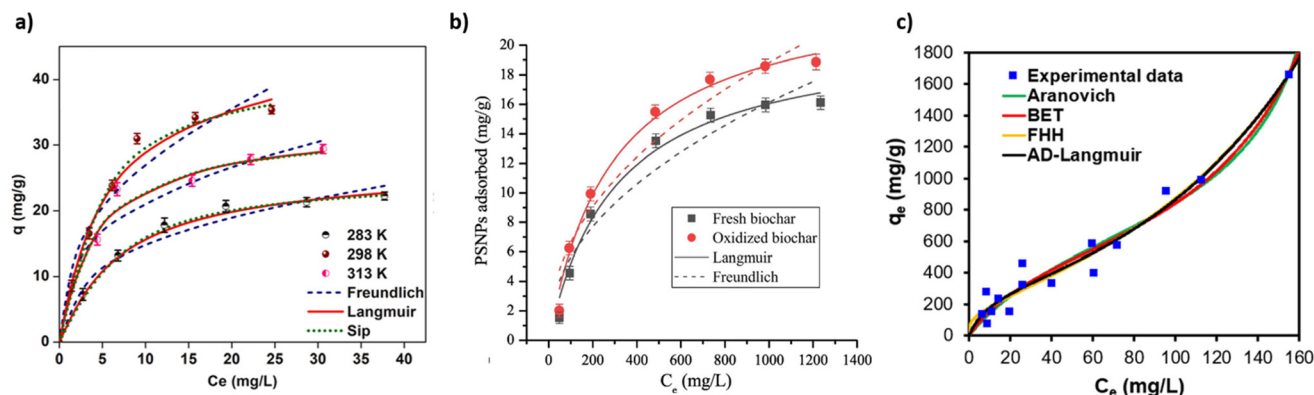 a)
q (mg/g)
40
30
20
10
0
283 K
298 K
313 K
Freundlich
Langmuir
Sip
0 5 10 15 20 25 30 35 40
Ce (mg/L)
b)
PSNPs adsorbed (mg/g)
20
18
16
14
12
10
8
6
4
2
0
Fresh biochar
Oxidized biochar
Langmuir
Freundlich
0 200 400 600 800 1000 1200 1400
Ce (mg/L)
c)
qe (mg/g)
1800
1600
1400
1200
1000
800
600
400
200
0
Experimental data
Aranovich
BET
FHH
AD-Langmuir
0 20 40 60 80 100 120 140 160
Ce (mg/L)